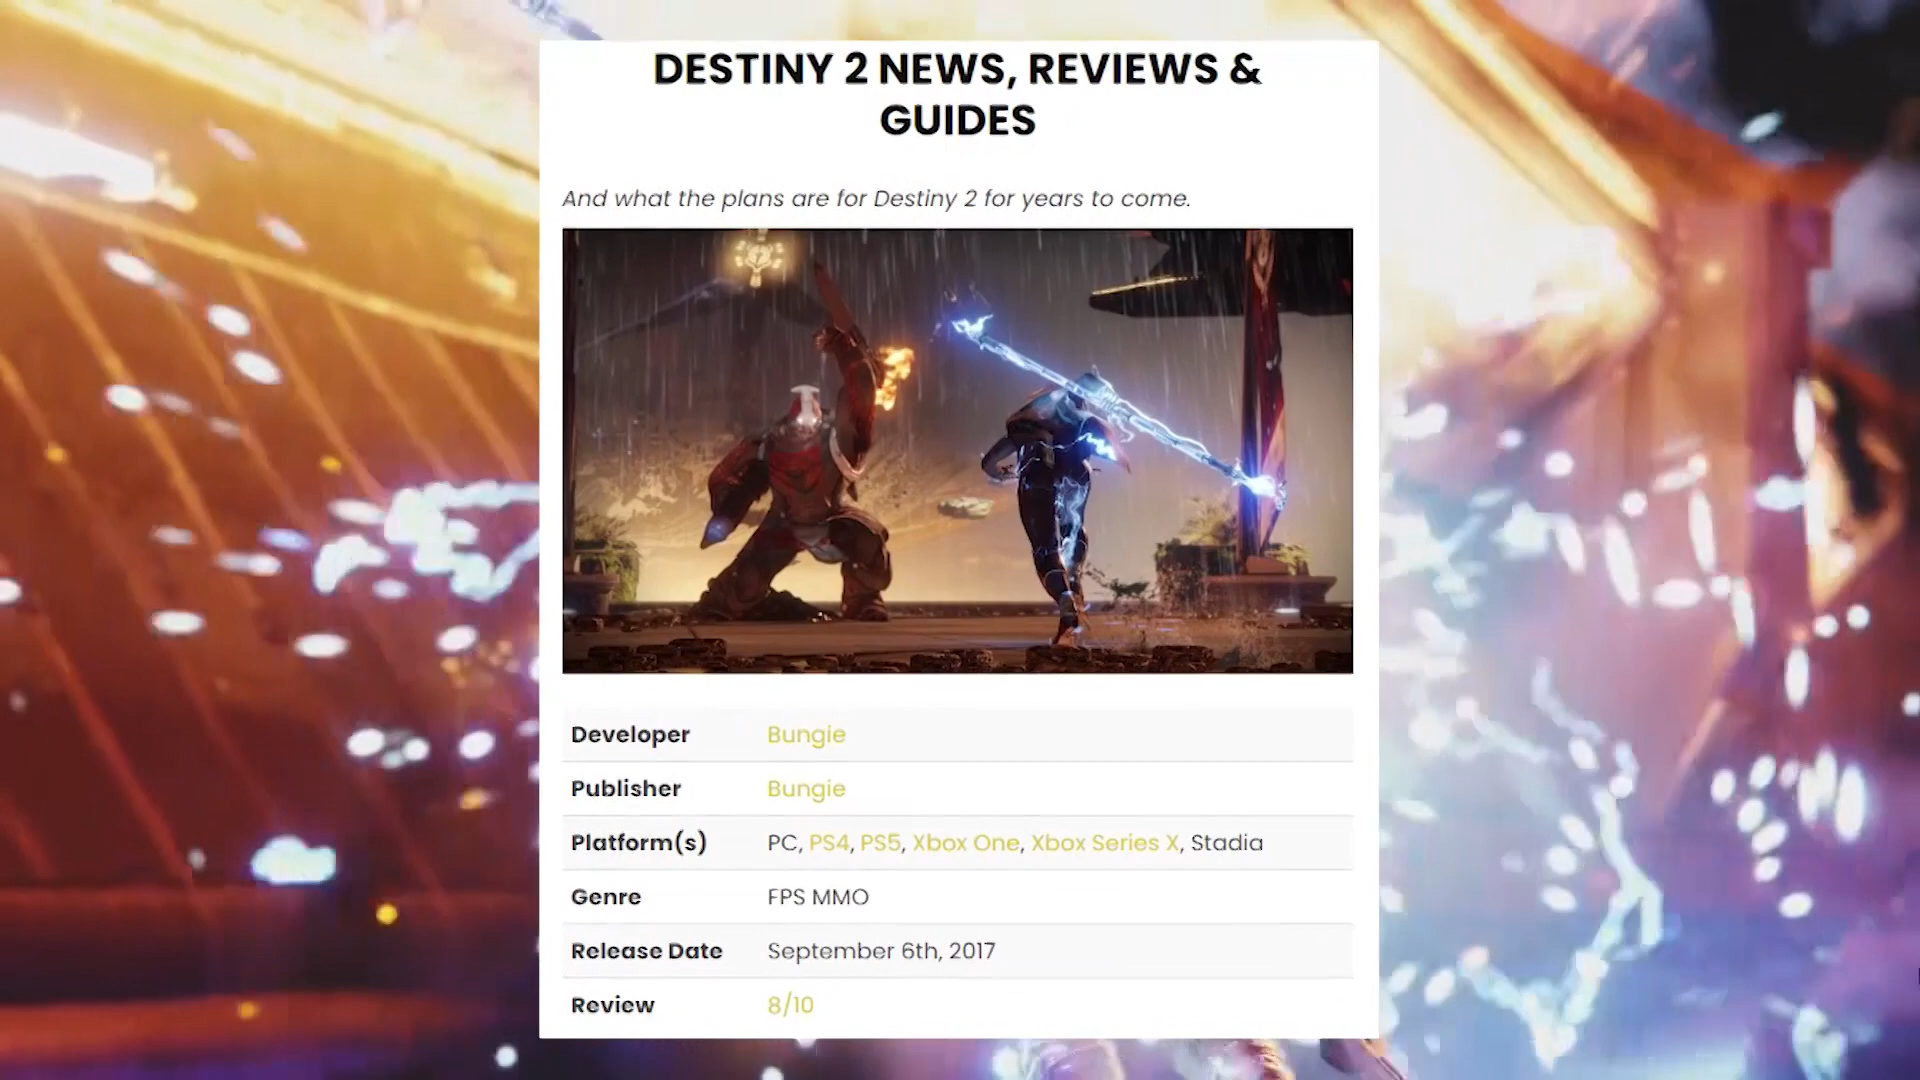 DESTINY 2 NEWS, REVIEWS &
GUIDES
And what the plans are for Destiny 2 for years to come.
Developer Bungie
Publisher Bungie
Platform(s) PC, PS4, PS5, Xbox One, Xbox Series X, Stadia
Genre FPS MMO
Release Date September 6th, 2017
Review 8/10